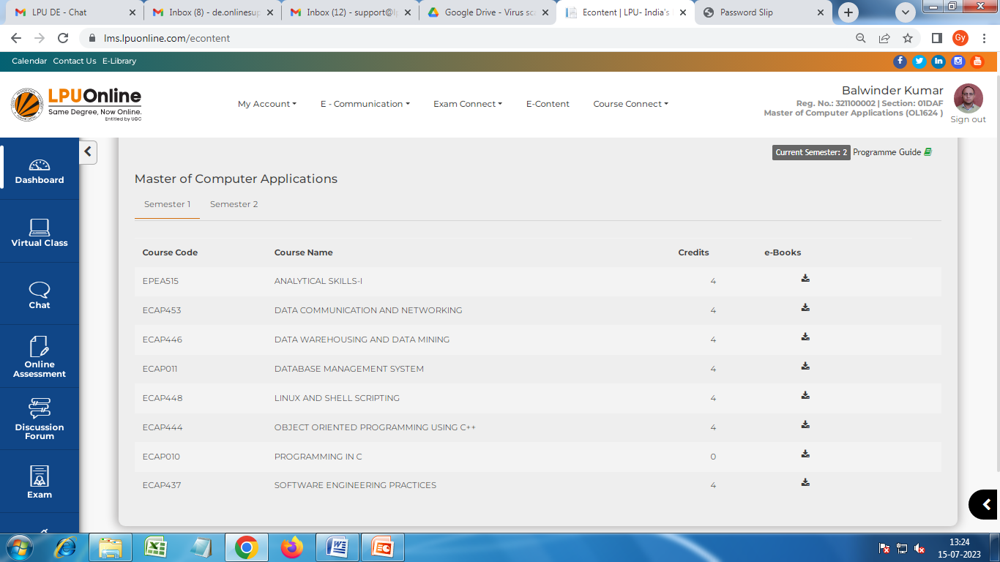 LPU DE - Chat
Inbox (8) - de.onlinesup
Inbox (12) - support@l
Google Drive - Virus sc
Econtent | LPU- India's
Password Slip
lms.lpuonline.com/econtent
Gy
Calendar Contact Us E-Library
LPUOnline
Same Degree, Now Online.
Entitled by UGC
My Account
E - Communication
Exam Connect
E-Content
Course Connect
Balwinder Kumar
Reg. No.: 321100002 | Section: 01DAF
Master of Computer Applications (OL1624 )
Sign out
Dashboard
Virtual Class
Chat
Online
Assessment
Discussion
Forum
Exam
Current Semester: 2 Programme Guide
Master of Computer Applications
Semester 1 Semester 2
Course Code Course Name Credits e-Books
EPEA515 ANALYTICAL SKILLS-I 4
ECAP453 DATA COMMUNICATION AND NETWORKING 4
ECAP446 DATA WAREHOUSING AND DATA MINING 4
ECAP011 DATABASE MANAGEMENT SYSTEM 4
ECAP448 LINUX AND SHELL SCRIPTING 4
ECAP444 OBJECT ORIENTED PROGRAMMING USING C++ 4
ECAP010 PROGRAMMING IN C 0
ECAP437 SOFTWARE ENGINEERING PRACTICES 4
13:24
15-07-2023